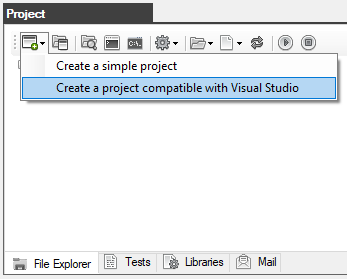 Project
C:\.
Create a simple project
Create a project compatible with Visual Studio
File Explorer
Tests
Libraries
Mail